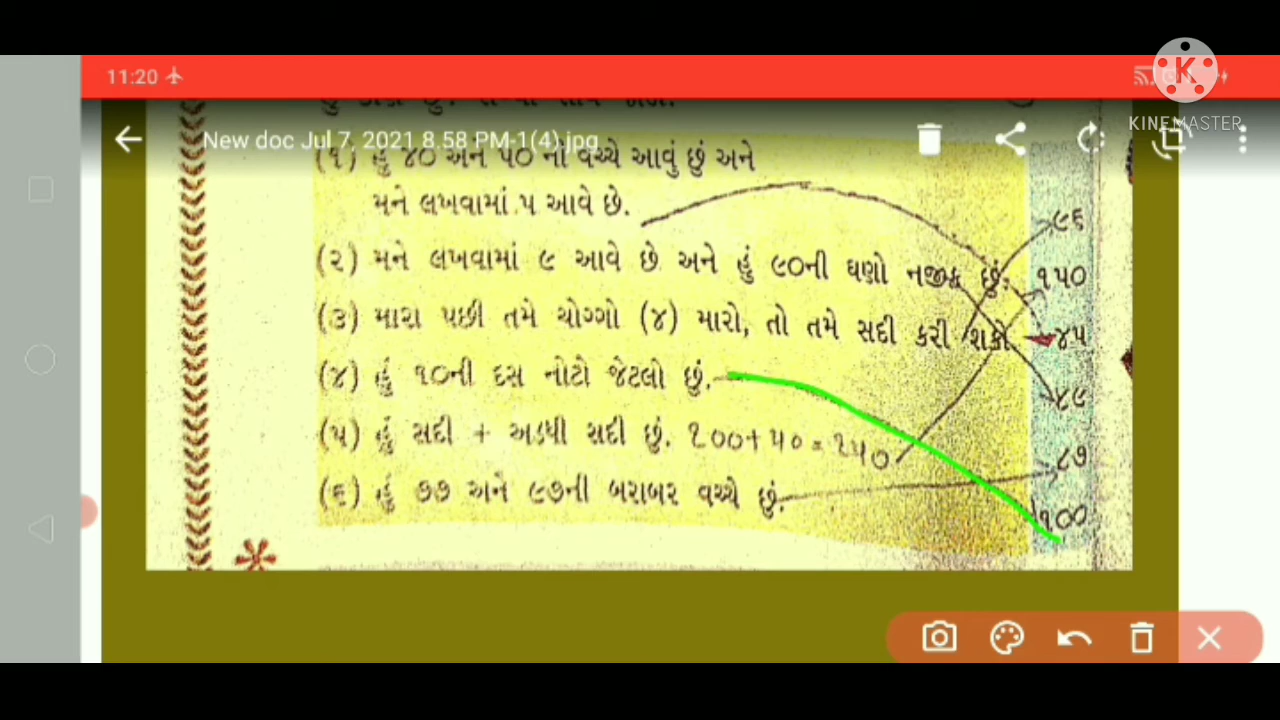 11:20
KINEMASTER
New doc Jul 7, 2021 8.58 PM-1(4).jpg
(૧) હું ૪૦ અને ૫૦ ની વચ્ચે આવું છું અને
મને લખવામાં ૫ આવે છે.
૯૬
(૨) મને લખવામાં ૯ આવે છે અને હું ૯૦ની ઘણો નજીક છું.
૧૫૦
(૩) મારા પછી તમે ચોગ્ગો (૪) મારો, તો તમે સદી કરી શકો
૪૫
(૪) હું ૧૦ની દસ નોટો જેટલો છું.
૪૯
(૫) હું સદી + અડધી સદી છું. ૧૦૦+૫૦=૧૫૦
૮૭
(૬) હું ૭૭ અને ૯૭ની બરાબર વચ્ચે છું.
૧૦૦